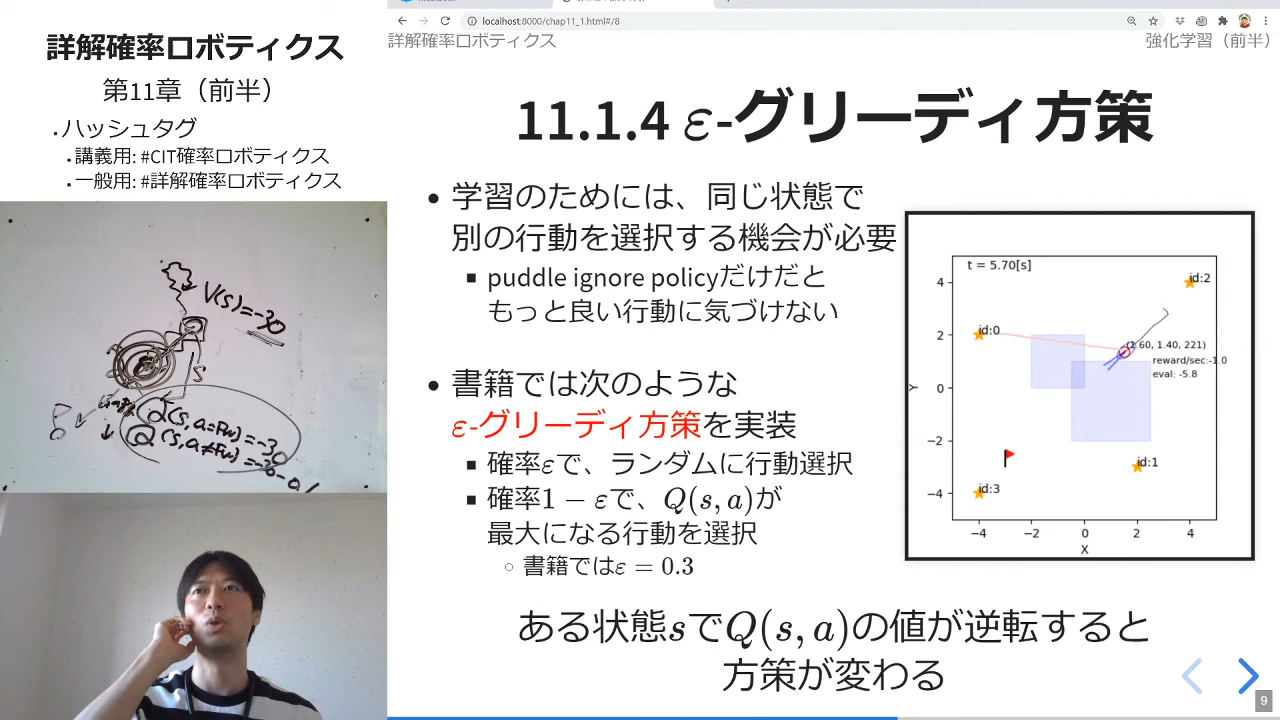 詳解確率ロボティクス
第11章（前半）
ハッシュタグ
講義用: #CIT確率ロボティクス
一般用: #詳解確率ロボティクス
V(s)=-30
s
Q(s, a=Fw)=-30
Q(s, a≠Fw)=-30-0.1
localhost:8000/chap11_1.html#/8
詳解確率ロボティクス
強化学習（前半）
11.1.4 ε-グリーディ方策
学習のためには、同じ状態で
別の行動を選択する機会が必要
puddle ignore policyだけだと
もっと良い行動に気づけない
書籍では次のような
ε-グリーディ方策を実装
確率εで、ランダムに行動選択
確率1 − εで、Q(s, a)が
最大になる行動を選択
書籍ではε = 0.3
t = 5.70[s]
id:2
id:0
(1.60, 1.40, 221)
reward/sec:-1.0
eval: -5.8
id:1
id:3
4
2
0
−2
−4
Y
−4 −2 0 2 4
X
ある状態sでQ(s, a)の値が逆転すると
方策が変わる
9